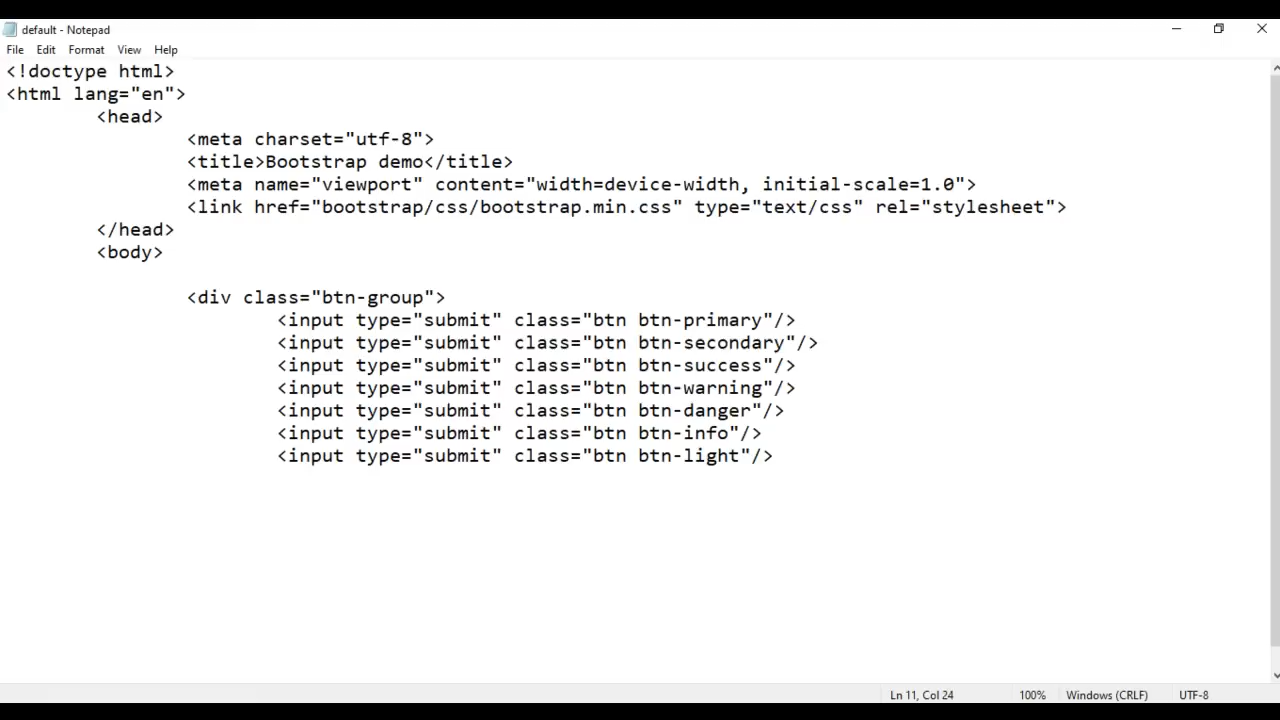 default - Notepad
File Edit Format View Help
<!doctype html>
<html lang="en">
<head>
<meta charset="utf-8">
<title>Bootstrap demo</title>
<meta name="viewport" content="width=device-width, initial-scale=1.0">
<link href="bootstrap/css/bootstrap.min.css" type="text/css" rel="stylesheet">
</head>
<body>
<div class="btn-group">
<input type="submit" class="btn btn-primary"/>
<input type="submit" class="btn btn-secondary"/>
<input type="submit" class="btn btn-success"/>
<input type="submit" class="btn btn-warning"/>
<input type="submit" class="btn btn-danger"/>
<input type="submit" class="btn btn-info"/>
<input type="submit" class="btn btn-light"/>
Ln 11, Col 24 100% Windows (CRLF) UTF-8